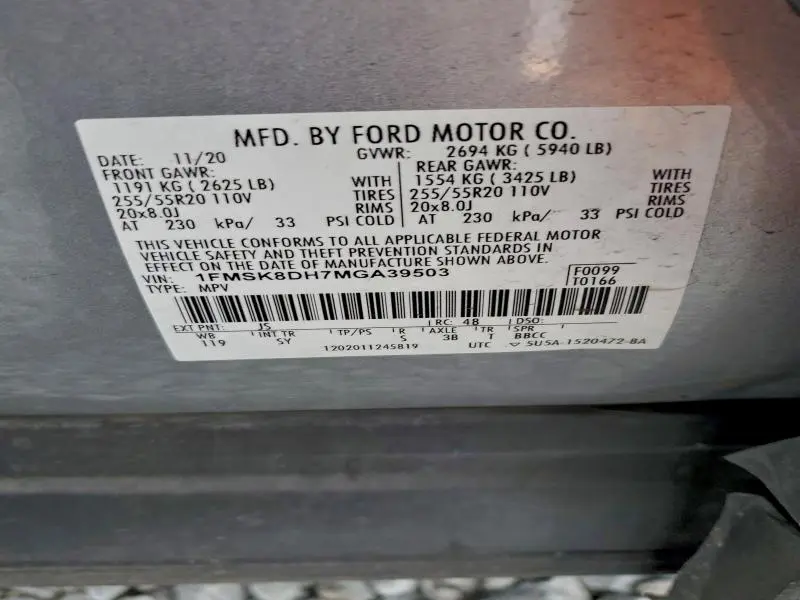 MFD. BY FORD MOTOR CO.
DATE: 11/20 GVWR: 2694 KG ( 5940 LB)
FRONT GAWR: REAR GAWR:
1191 KG ( 2625 LB) WITH 1554 KG ( 3425 LB) WITH
255/55R20 110V TIRES 255/55R20 110V TIRES
20x8.0J RIMS 20x8.0J RIMS
AT 230 kPa/ 33 PSI COLD AT 230 kPa/ 33 PSI COLD
THIS VEHICLE CONFORMS TO ALL APPLICABLE FEDERAL MOTOR
VEHICLE SAFETY AND THEFT PREVENTION STANDARDS IN
EFFECT ON THE DATE OF MANUFACTURE SHOWN ABOVE.
VIN: 1FMSK8DH7MGA39503 F0099
TYPE: MPV T0166
EXT PNT: JS RC: 48 DSO:
WB INT TR TP/PS R AXLE TR SPR
119 SY S 3B T BBCC
1202011245819 UTC ▽ 5U5A-1520472-BA